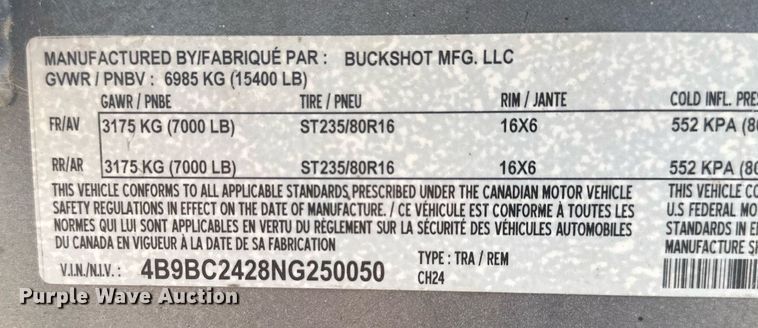 MANUFACTURED BY/FABRIQUÉ PAR : BUCKSHOT MFG. LLC
GVWR / PNBV : 6985 KG (15400 LB)
GAWR / PNBE TIRE / PNEU RIM / JANTE COLD INFL. PRE
FR/AV 3175 KG (7000 LB) ST235/80R16 16X6 552 KPA (80
RR/AR 3175 KG (7000 LB) ST235/80R16 16X6 552 KPA (80
THIS VEHICLE CONFORMS TO ALL APPLICABLE STANDARDS PRESCRIBED UNDER THE CANADIAN MOTOR VEHICLE
SAFETY REGULATIONS IN EFFECT ON THE DATE OF MANUFACTURE. / CE VÉHICULE EST CONFORME À TOUTES LES
NORMES QUI LUI SONT APPLICABLES EN VERTU DU RÈGLEMENT SUR LA SÉCURITÉ DES VÉHICULES AUTOMOBILES
DU CANADA EN VIGUEUR À LA DATE DE SA FABRICATION
THIS VEHICLE CO
U.S FEDERAL MO
STANDARDS IN E
MANUFACTURE S
V.I.N./N.I.V. : 4B9BC2428NG250050 TYPE : TRA / REM
CH24
Purple Wave Auction